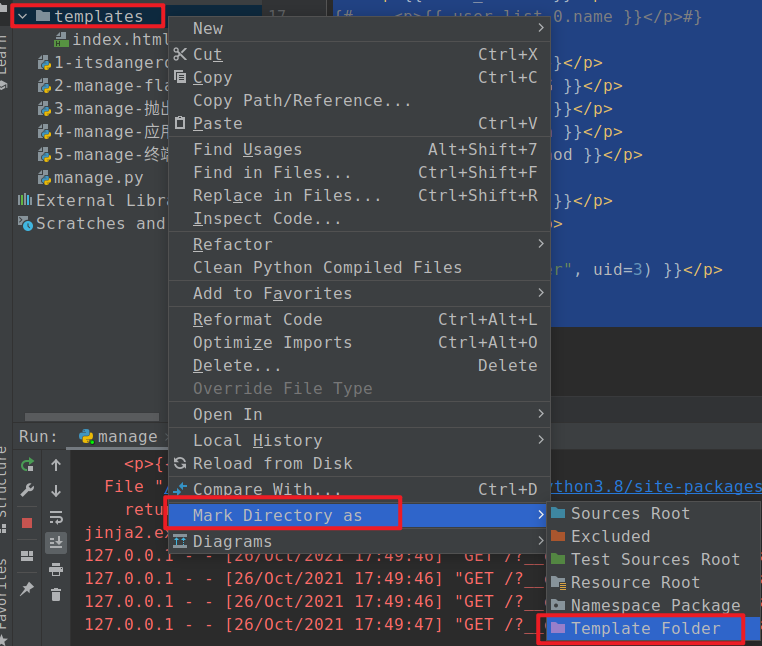 templates
index.html
1-itsdangero
2-manage-fla
3-manage-抛出
4-manage-应用
5-manage-终端
manage.py
External Libra
Scratches and
17
{# <p>{{ user_list.0.name }}</p>#}
}}</p>
}}</p>
}}</p>
}}</p>
od }}</p>
}}</p>
>
er", uid=3) }}</p>
New
Cut Ctrl+X
Copy Ctrl+C
Copy Path/Reference...
Paste Ctrl+V
Find Usages Alt+Shift+7
Find in Files... Ctrl+Shift+F
Replace in Files... Ctrl+Shift+R
Inspect Code...
Refactor
Clean Python Compiled Files
Add to Favorites
Reformat Code Ctrl+Alt+L
Optimize Imports Ctrl+Alt+O
Delete... Delete
Override File Type
Open In
Local History
Reload from Disk
Compare With... Ctrl+D
Mark Directory as
Diagrams
Sources Root
Excluded
Test Sources Root
Resource Root
Namespace Package
Template Folder
Learn
Structure
Favorites
Run: manage
<p>{
File "
ython3.8/site-packages
retu
jinja2.ex
127.0.0.1 - - [26/Oct/2021 17:49:46] "GET /?__
127.0.0.1 - - [26/Oct/2021 17:49:46] "GET /?__
127.0.0.1 - - [26/Oct/2021 17:49:46] "GET /?__
127.0.0.1 - - [26/Oct/2021 17:49:47] "GET /?__